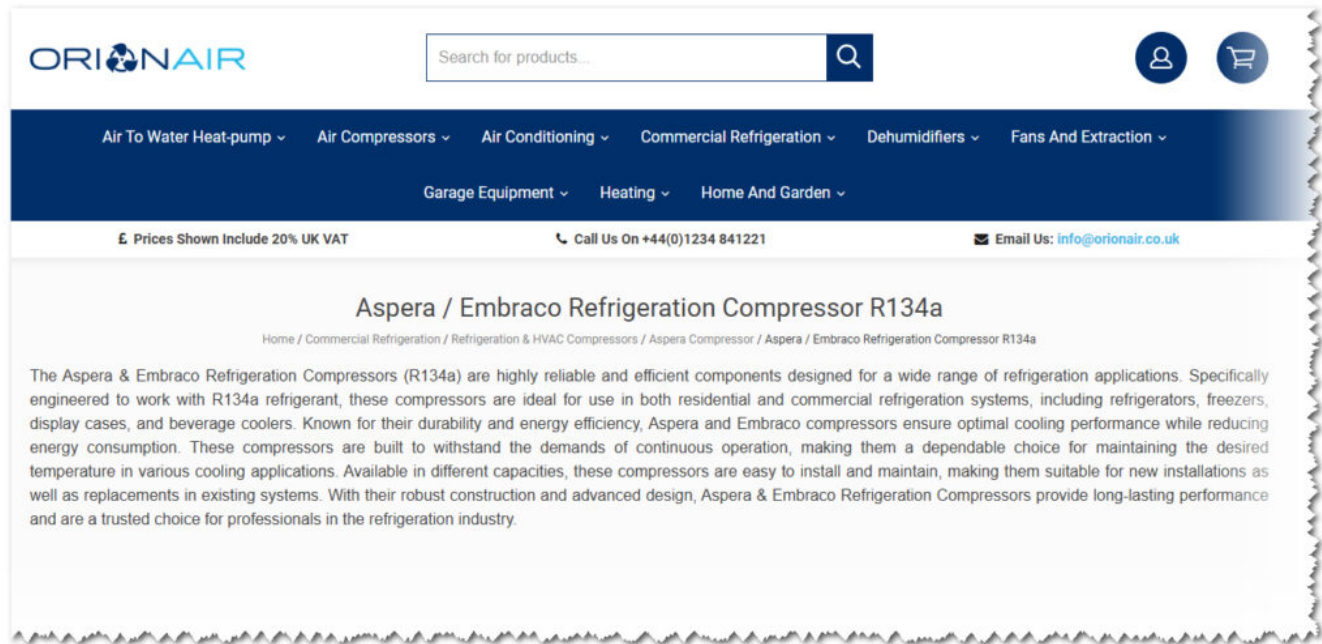 ORIONAIR
Search for products...
Air To Water Heat-pump
Air Compressors
Air Conditioning
Commercial Refrigeration
Dehumidifiers
Fans And Extraction
Garage Equipment
Heating
Home And Garden
£ Prices Shown Include 20% UK VAT
Call Us On +44(0)1234 841221
Email Us: info@orionair.co.uk
Aspera / Embraco Refrigeration Compressor R134a
Home / Commercial Refrigeration / Refrigeration & HVAC Compressors / Aspera Compressor / Aspera / Embraco Refrigeration Compressor R134a
The Aspera & Embraco Refrigeration Compressors (R134a) are highly reliable and efficient components designed for a wide range of refrigeration applications. Specifically
engineered to work with R134a refrigerant, these compressors are ideal for use in both residential and commercial refrigeration systems, including refrigerators, freezers,
display cases, and beverage coolers. Known for their durability and energy efficiency, Aspera and Embraco compressors ensure optimal cooling performance while reducing
energy consumption. These compressors are built to withstand the demands of continuous operation, making them a dependable choice for maintaining the desired
temperature in various cooling applications. Available in different capacities, these compressors are easy to install and maintain, making them suitable for new installations as
well as replacements in existing systems. With their robust construction and advanced design, Aspera & Embraco Refrigeration Compressors provide long-lasting performance
and are a trusted choice for professionals in the refrigeration industry.